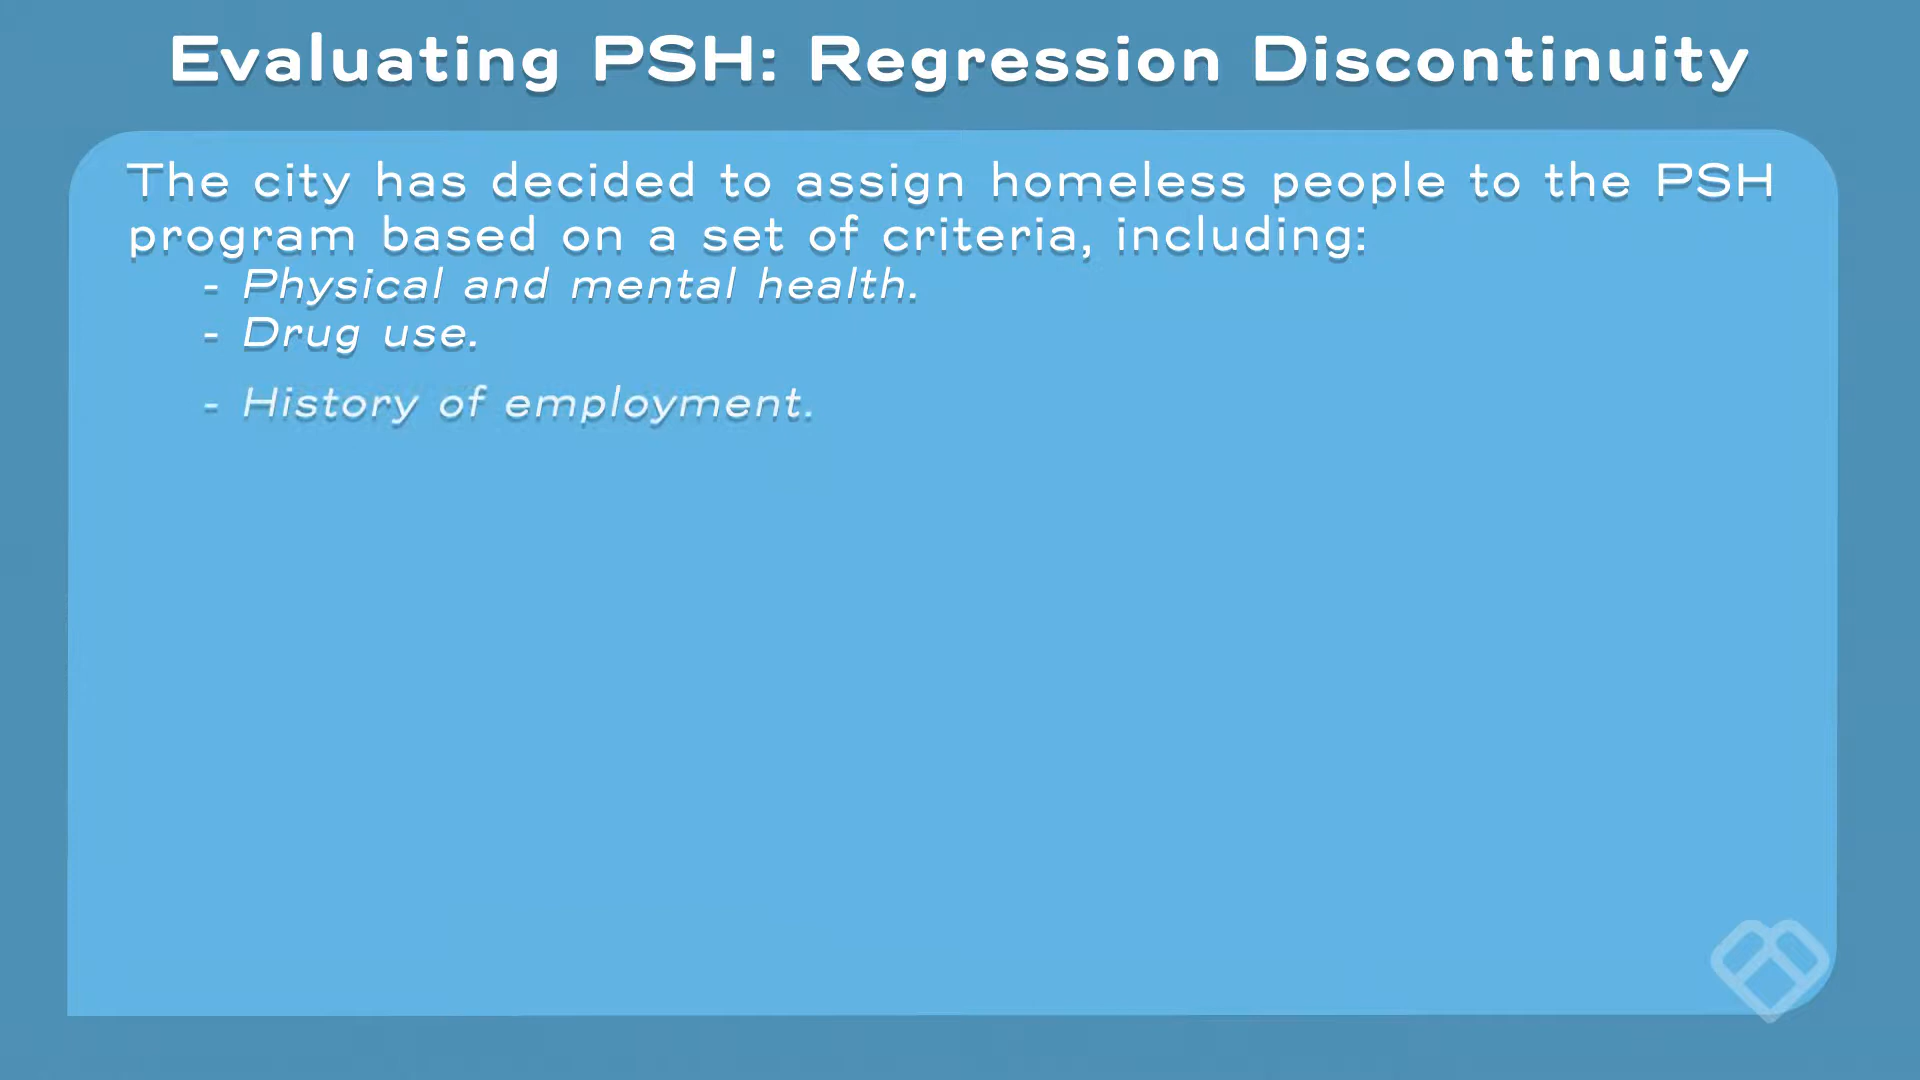 Evaluating PSH: Regression Discontinuity
The city has decided to assign homeless people to the PSH
program based on a set of criteria, including:
- Physical and mental health.
- Drug use.
- History of employment.